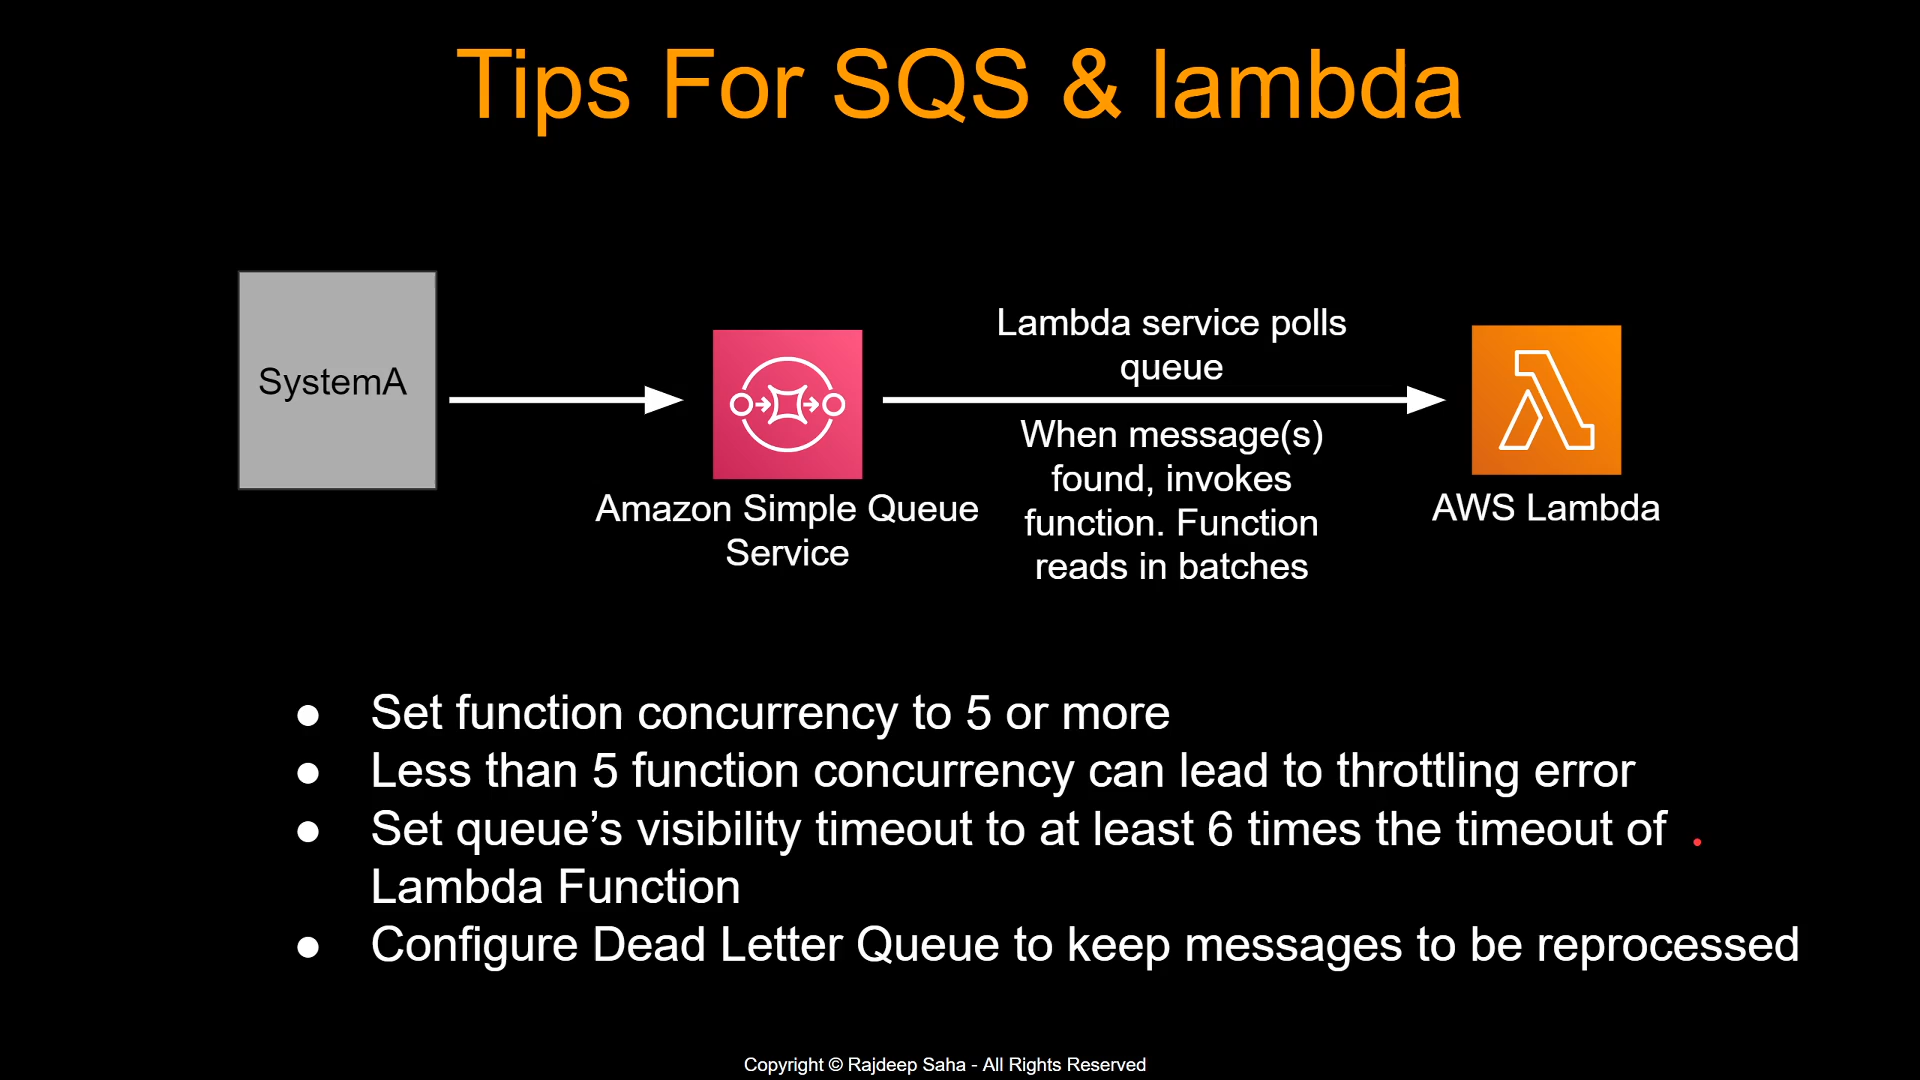 Tips For SQS & lambda
SystemA
Amazon Simple Queue
Service
Lambda service polls
queue
When message(s)
found, invokes
function. Function
reads in batches
AWS Lambda
● Set function concurrency to 5 or more
● Less than 5 function concurrency can lead to throttling error
● Set queue’s visibility timeout to at least 6 times the timeout of
Lambda Function
● Configure Dead Letter Queue to keep messages to be reprocessed
Copyright © Rajdeep Saha - All Rights Reserved